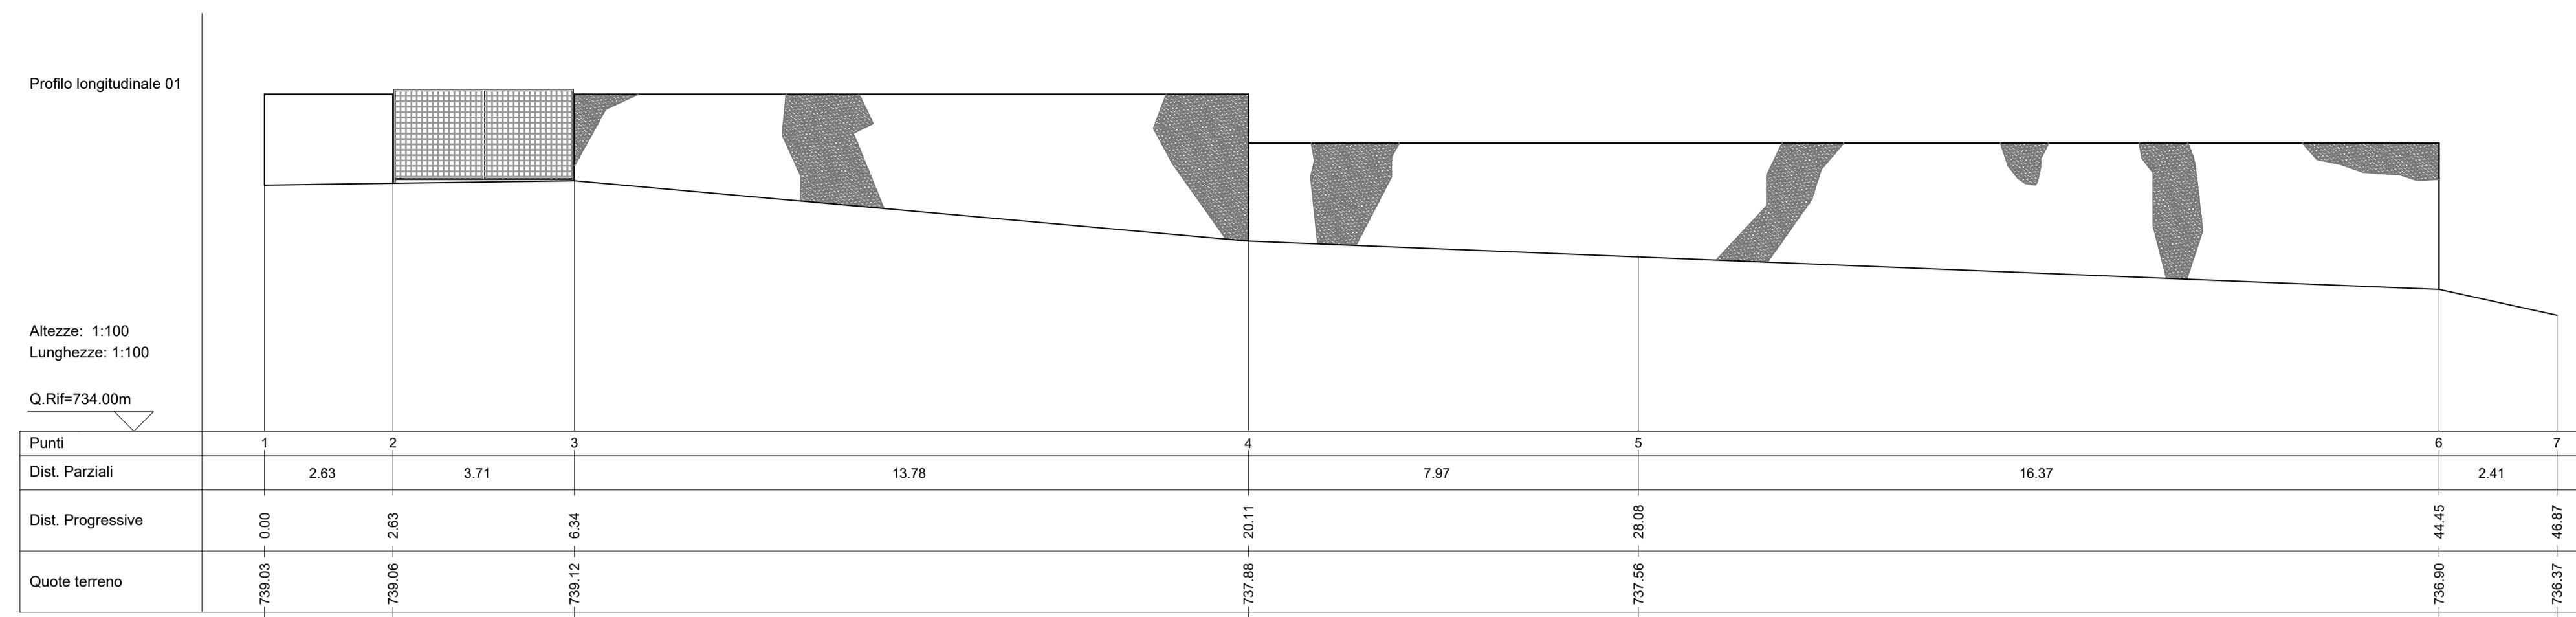 Profilo longitudinale 01
Altezze: 1:100
Lunghezze: 1:100
Q.Rif=734.00m
Punti 1 2 3 4 5 6 7
Dist. Parziali 2.63 3.71 13.78 7.97 16.37 2.41
Dist. Progressive 0.00 2.63 6.34 20.11 28.08 44.45 46.87
Quote terreno 739.03 739.06 739.12 737.88 737.56 736.90 736.37